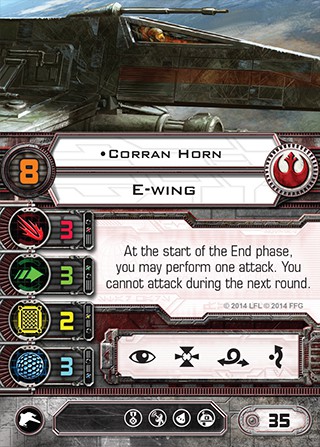 •Corran Horn
8
E-wing
3
At the start of the End phase,
you may perform one attack. You
cannot attack during the next round.
3
© 2014 LFL © 2014 FFG
2
3
35